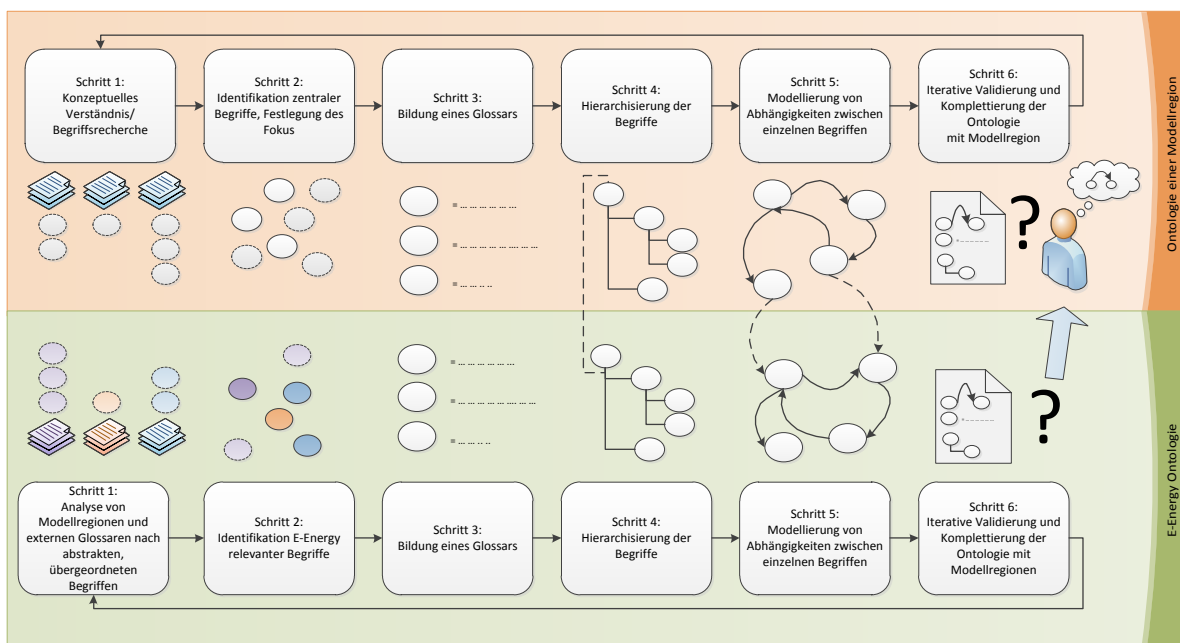 Schritt 1:
Konzeptuelles
Verständnis/
Begriffsrecherche
Schritt 2:
Identifikation zentraler
Begriffe, Festlegung des
Fokus
Schritt 3:
Bildung eines Glossars
Schritt 4:
Hierarchisierung der
Begriffe
Schritt 5:
Modellierung von
Abhängigkeiten zwischen
einzelnen Begriffen
Schritt 6:
Iterative Validierung und
Komplettierung der
Ontologie
mit Modellregion
Ontologie einer Modellregion
= ... ... ... ... ... ...
= ... ... ... ... ... .... ... ...
= ... ... .. ..
?
= ... ... ... ... ... ...
= ... ... ... ... ... .... ... ...
= ... ... .. ..
?
E-Energy Ontologie
Schritt 1:
Analyse von
Modellregionen und
externen Glossaren nach
abstrakten,
übergeordneten
Begriffen
Schritt 2:
Identifikation E-Energy
relevanter Begriffe
Schritt 3:
Bildung eines Glossars
Schritt 4:
Hierarchisierung der
Begriffe
Schritt 5:
Modellierung von
Abhängigkeiten zwischen
einzelnen Begriffen
Schritt 6:
Iterative Validierung und
Komplettierung der
Ontologie mit
Modellregionen